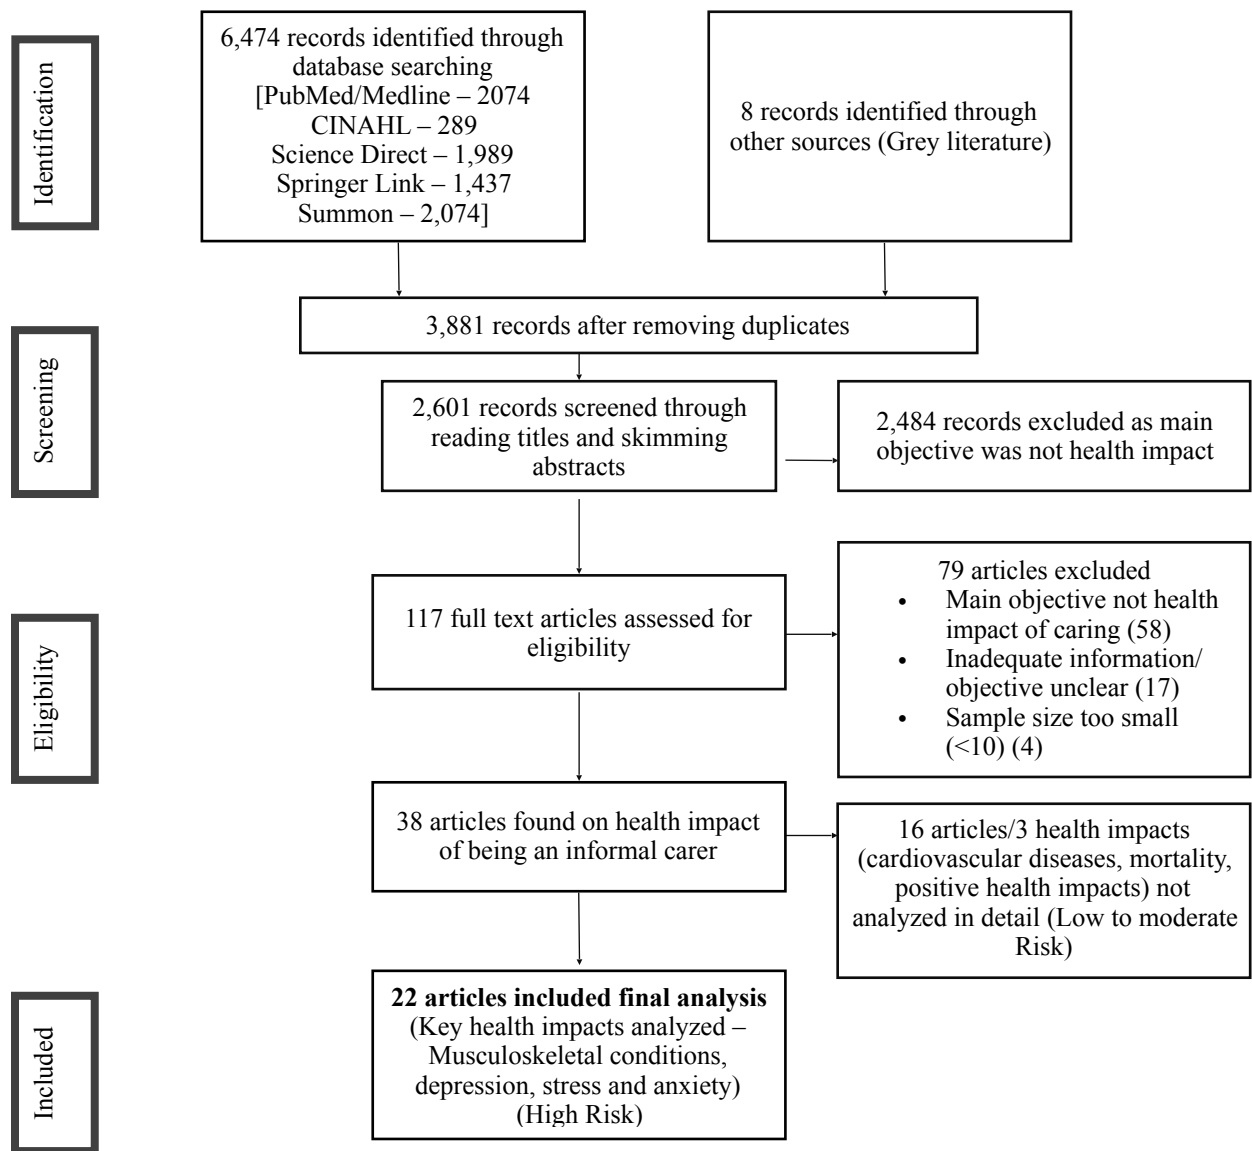 Identification
6,474 records identified through
database searching
[PubMed/Medline – 2074
CINAHL – 289
Science Direct – 1,989
Springer Link – 1,437
Summon – 2,074]
8 records identified through
other sources (Grey literature)
3,881 records after removing duplicates
Screening
2,601 records screened through
reading titles and skimming
abstracts
2,484 records excluded as main
objective was not health impact
Eligibility
117 full text articles assessed for
eligibility
79 articles excluded
• Main objective not health
impact of caring (58)
• Inadequate information/
objective unclear (17)
• Sample size too small
(<10) (4)
38 articles found on health impact
of being an informal carer
16 articles/3 health impacts
(cardiovascular diseases, mortality,
positive health impacts) not
analyzed in detail (Low to moderate
Risk)
Included
22 articles included final analysis
(Key health impacts analyzed –
Musculoskeletal conditions,
depression, stress and anxiety)
(High Risk)